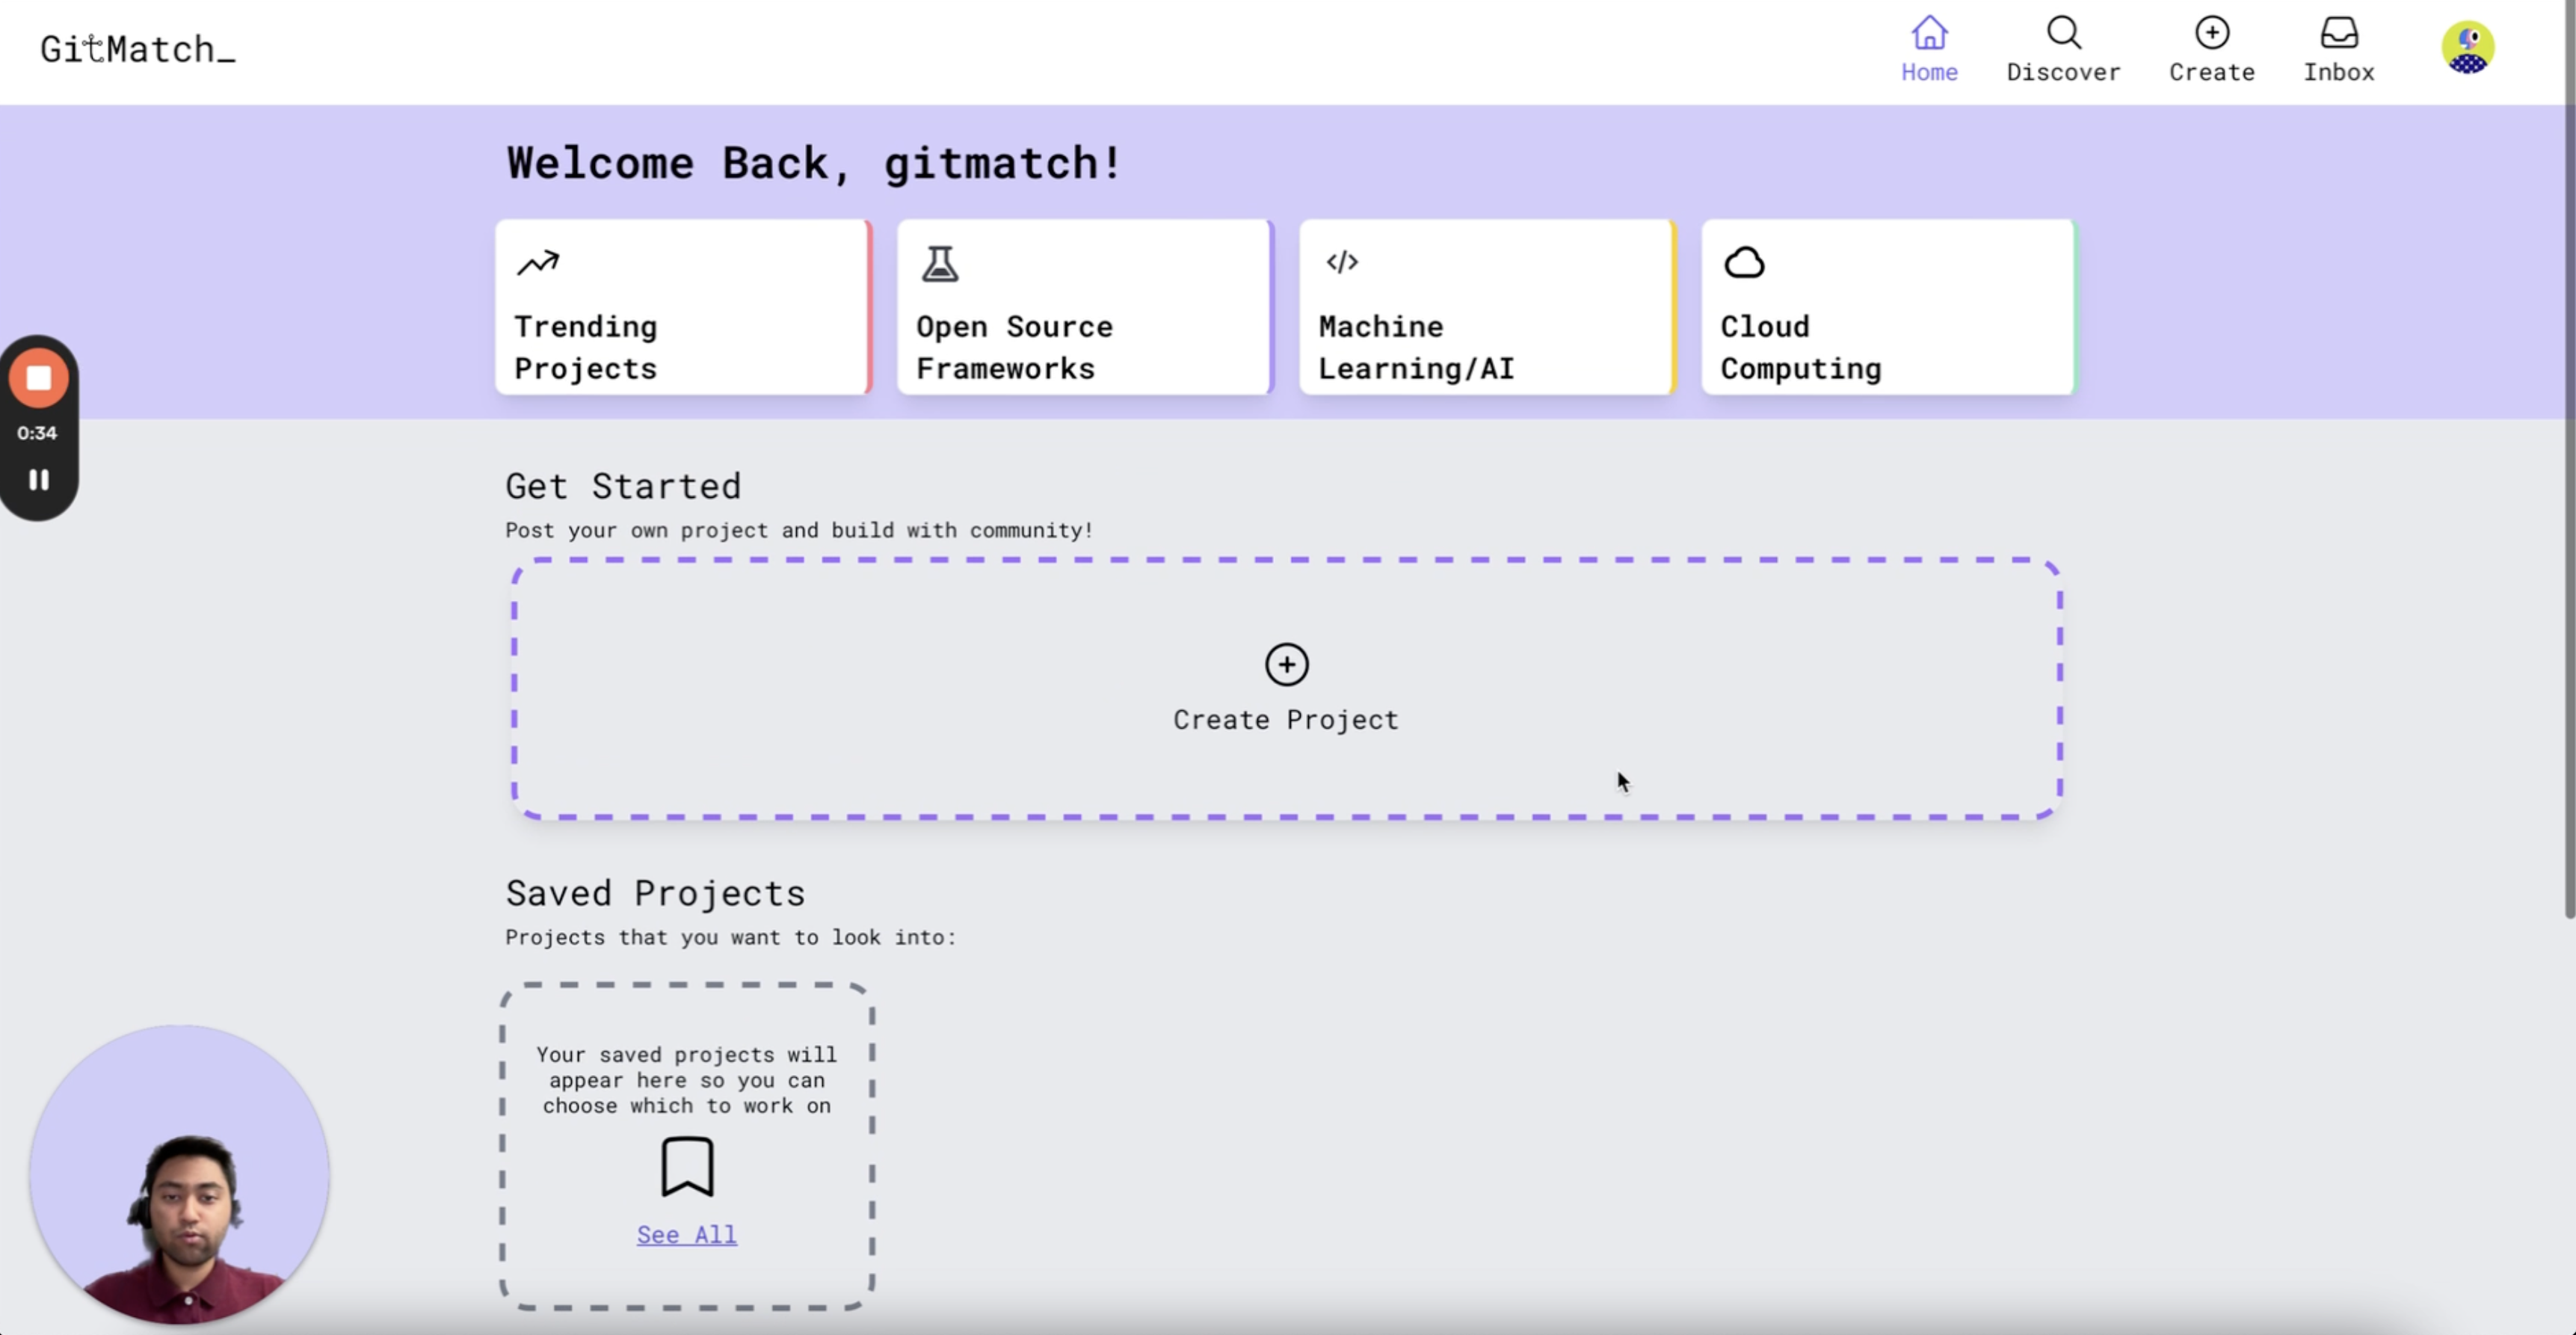 GitMatch_
Home
Discover
Create
Inbox
Welcome Back, gitmatch!
Trending
Projects
Open Source
Frameworks
</>
Machine
Learning/AI
Cloud
Computing
0:34
Get Started
Post your own project and build with community!
Create Project
Saved Projects
Projects that you want to look into:
Your saved projects will
appear here so you can
choose which to work on
See All